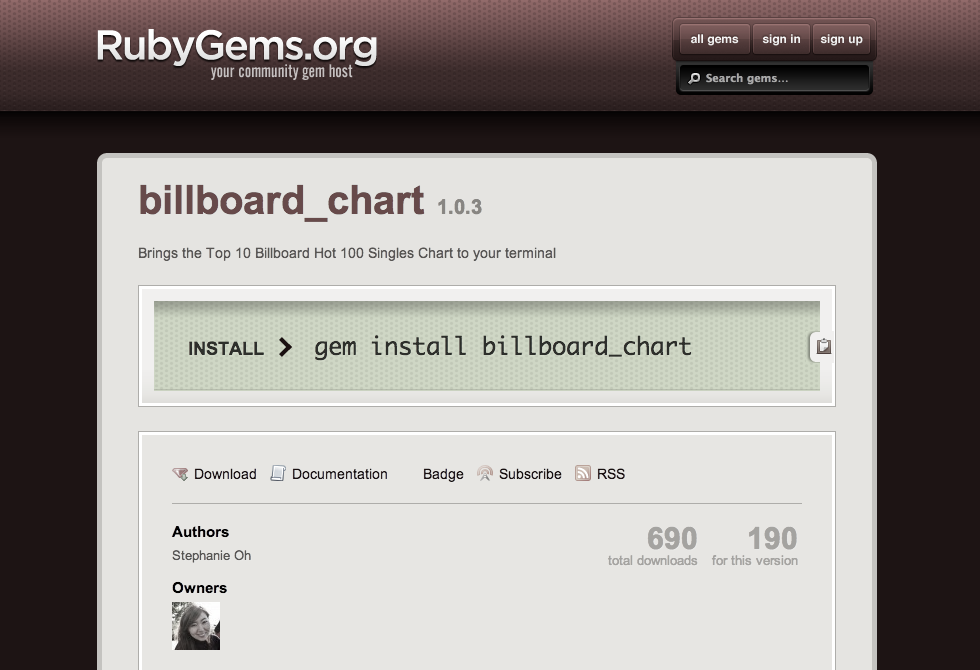 RubyGems.org
your community gem host
all gems
sign in
sign up
Search gems...
billboard_chart 1.0.3
Brings the Top 10 Billboard Hot 100 Singles Chart to your terminal
INSTALL gem install billboard_chart
Download Documentation Badge Subscribe RSS
Authors
Stephanie Oh
690 190
total downloads for this version
Owners